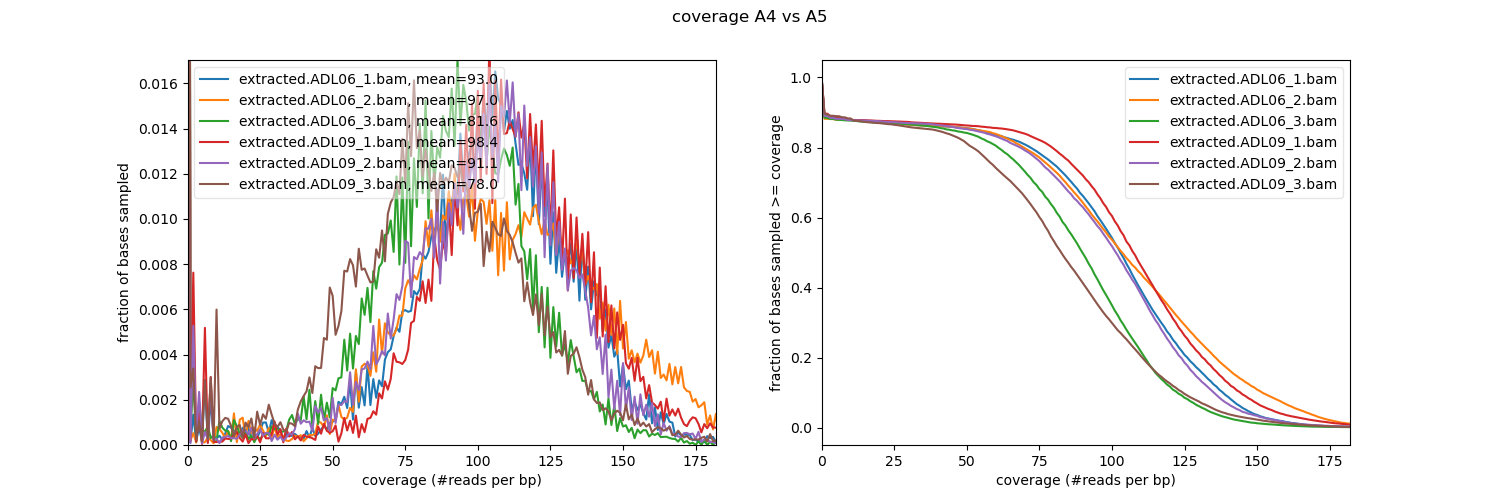 coverage A4 vs A5
fraction of bases sampled
0.016
0.014
0.012
0.010
0.008
0.006
0.004
0.002
0.000
extracted.ADL06_1.bam, mean=93.0
extracted.ADL06_2.bam, mean=97.0
extracted.ADL06_3.bam, mean=81.6
extracted.ADL09_1.bam, mean=98.4
extracted.ADL09_2.bam, mean=91.1
extracted.ADL09_3.bam, mean=78.0
0 25 50 75 100 125 150 175
coverage (#reads per bp)
fraction of bases sampled >= coverage
1.0
0.8
0.6
0.4
0.2
0.0
extracted.ADL06_1.bam
extracted.ADL06_2.bam
extracted.ADL06_3.bam
extracted.ADL09_1.bam
extracted.ADL09_2.bam
extracted.ADL09_3.bam
0 25 50 75 100 125 150 175
coverage (#reads per bp)